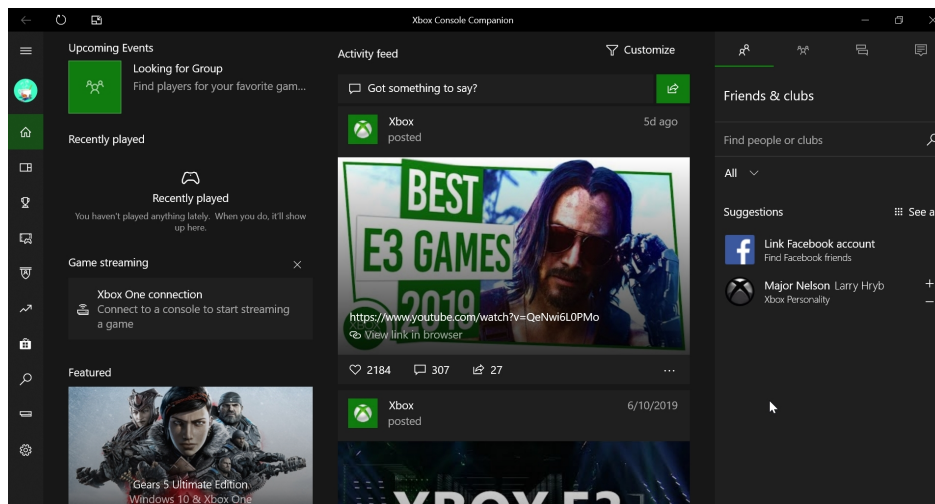 Xbox Console Companion
Upcoming Events
Looking for Group
Find players for your favorite gam...
Recently played
Recently played
You haven't played anything lately. When you do, it'll show
up here.
Game streaming
Xbox One connection
Connect to a console to start streaming
a game
Featured
Gears 5 Ultimate Edition
Windows 10 & Xbox One
Activity feed
Customize
Got something to say?
Xbox
posted
5d ago
BEST
E3 GAMES
2019
https://www.youtube.com/watch?v=QeNwi6L0PMo
View link in browser
2184
307
27
...
Xbox
posted
6/10/2019
XBOX E3
Friends & clubs
Find people or clubs
All
Suggestions
See a
Link Facebook account
Find Facebook friends
Major Nelson Larry Hryb
Xbox Personality